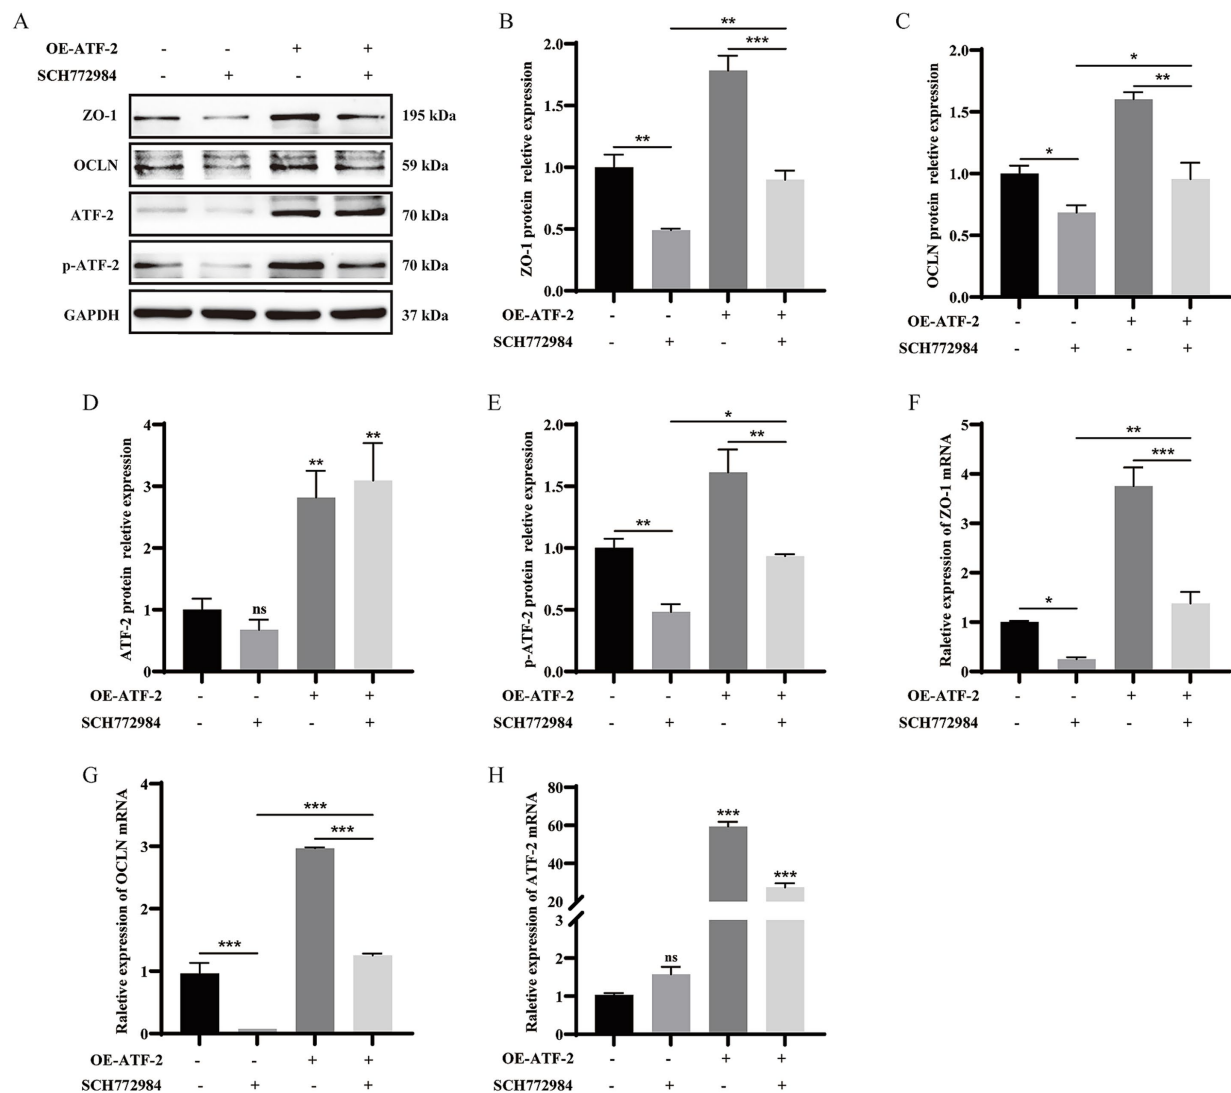 A
OE-ATF-2 - - + +
SCH772984 - + - +
ZO-1 195 kDa
OCLN 59 kDa
ATF-2 70 kDa
p-ATF-2 70 kDa
GAPDH 37 kDa
B
ZO-1 protein reletive expression
2.0
1.5
1.0
0.5
0.0
**
***
**
OE-ATF-2 - - + +
SCH772984 - + - +
C
OCLN protein reletive expression
2.0
1.5
1.0
0.5
0.0
*
**
*
OE-ATF-2 - - + +
SCH772984 - + - +
D
ATF-2 protein reletive expression
4
3
2
1
0
ns
**
**
OE-ATF-2 - - + +
SCH772984 - + - +
E
p-ATF-2 protein reletive expression
2.0
1.5
1.0
0.5
0.0
*
**
**
OE-ATF-2 - - + +
SCH772984 - + - +
F
Raletive expression of ZO-1 mRNA
5
4
3
2
1
0
**
***
*
OE-ATF-2 - - + +
SCH772984 - + - +
G
Raletive expression of OCLN mRNA
4
3
2
1
0
***
***
***
OE-ATF-2 - - + +
SCH772984 - + - +
H
Raletive expression of ATF-2 mRNA
80
60
40
20
3
2
1
0
ns
***
***
OE-ATF-2 - - + +
SCH772984 - + - +